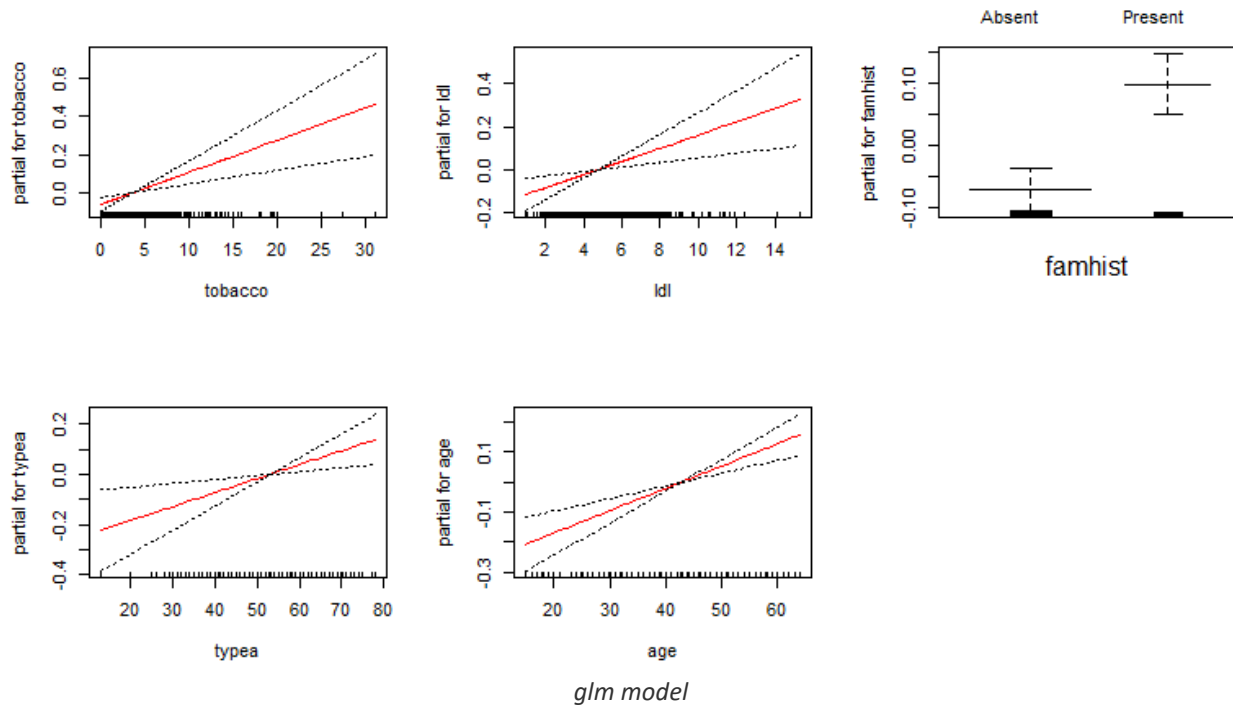 partial for tobacco
0.0 0.2 0.4 0.6
0 5 10 15 20 25 30
tobacco
partial for ldl
-0.2 0.0 0.2 0.4
2 4 6 8 10 12 14
ldl
Absent Present
partial for famhist
-0.10 0.00 0.10
famhist
partial for typea
-0.4 -0.2 0.0 0.2
20 30 40 50 60 70 80
typea
partial for age
-0.3 -0.1 0.1
20 30 40 50 60
age
glm model